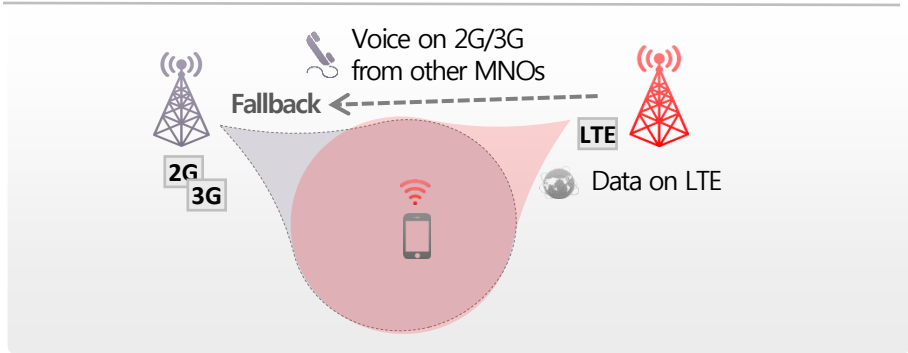 Voice on 2G/3G
from other MNOs
Fallback
LTE
2G
3G
Data on LTE